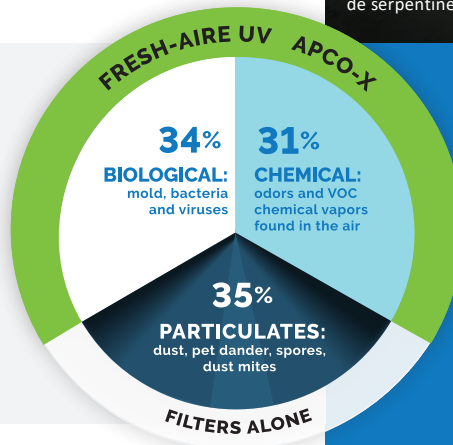 de serpentine
FRESH-AIRE UV APCO-X
34%
BIOLOGICAL:
mold, bacteria
and viruses
31%
CHEMICAL:
odors and VOC
chemical vapors
found in the air
35%
PARTICULATES:
dust, pet dander, spores,
dust mites
FILTERS ALONE